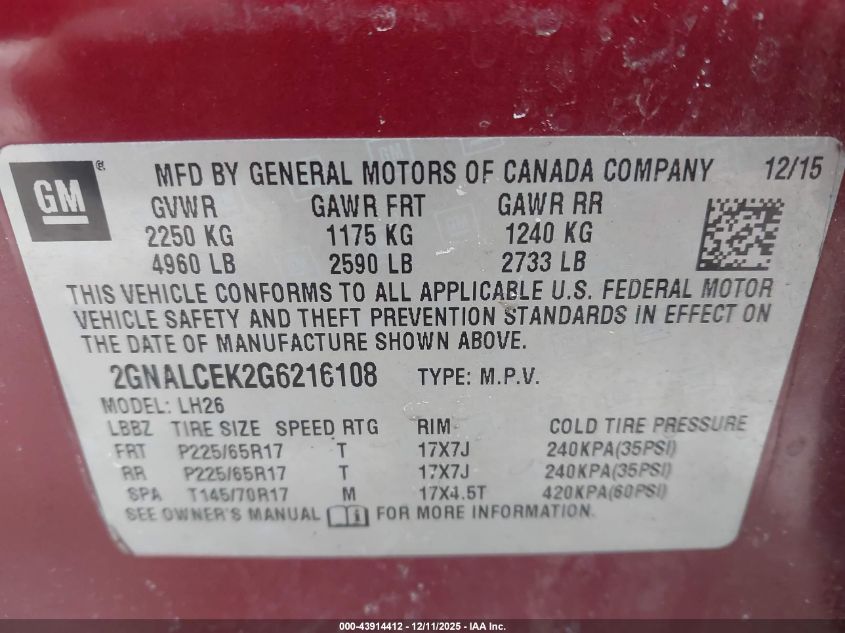 GM ® MFD BY GENERAL MOTORS OF CANADA COMPANY 12/15
GVWR GAWR FRT GAWR RR
2250 KG 1175 KG 1240 KG
4960 LB 2590 LB 2733 LB
THIS VEHICLE CONFORMS TO ALL APPLICABLE U.S. FEDERAL MOTOR
VEHICLE SAFETY AND THEFT PREVENTION STANDARDS IN EFFECT ON
THE DATE OF MANUFACTURE SHOWN ABOVE.
2GNALCEK2G6216108 TYPE: M.P.V.
MODEL: LH26
LBBZ TIRE SIZE SPEED RTG RIM COLD TIRE PRESSURE
FRT P225/65R17 T 17X7J 240KPA(35PSI)
RR P225/65R17 T 17X7J 240KPA(35PSI)
SPA T145/70R17 M 17X4.5T 420KPA(60PSI)
SEE OWNER'S MANUAL FOR MORE INFORMATION.
000-43914412 - 12/11/2025 - IAA Inc.